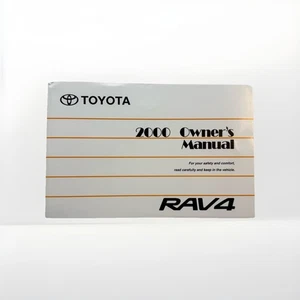 TOYOTA
2000 Owner's
Manual
For your safety and comfort,
read carefully and keep in the vehicle.
RAV4